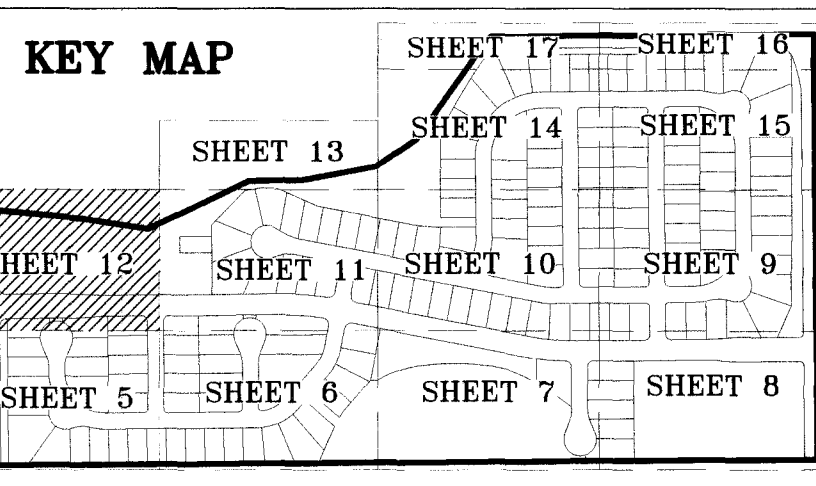 KEY MAP
SHEET 17
SHEET 16
SHEET 14
SHEET 15
SHEET 13
HEET 12
SHEET 11
SHEET 10
SHEET 9
SHEET 5
SHEET 6
SHEET 7
SHEET 8